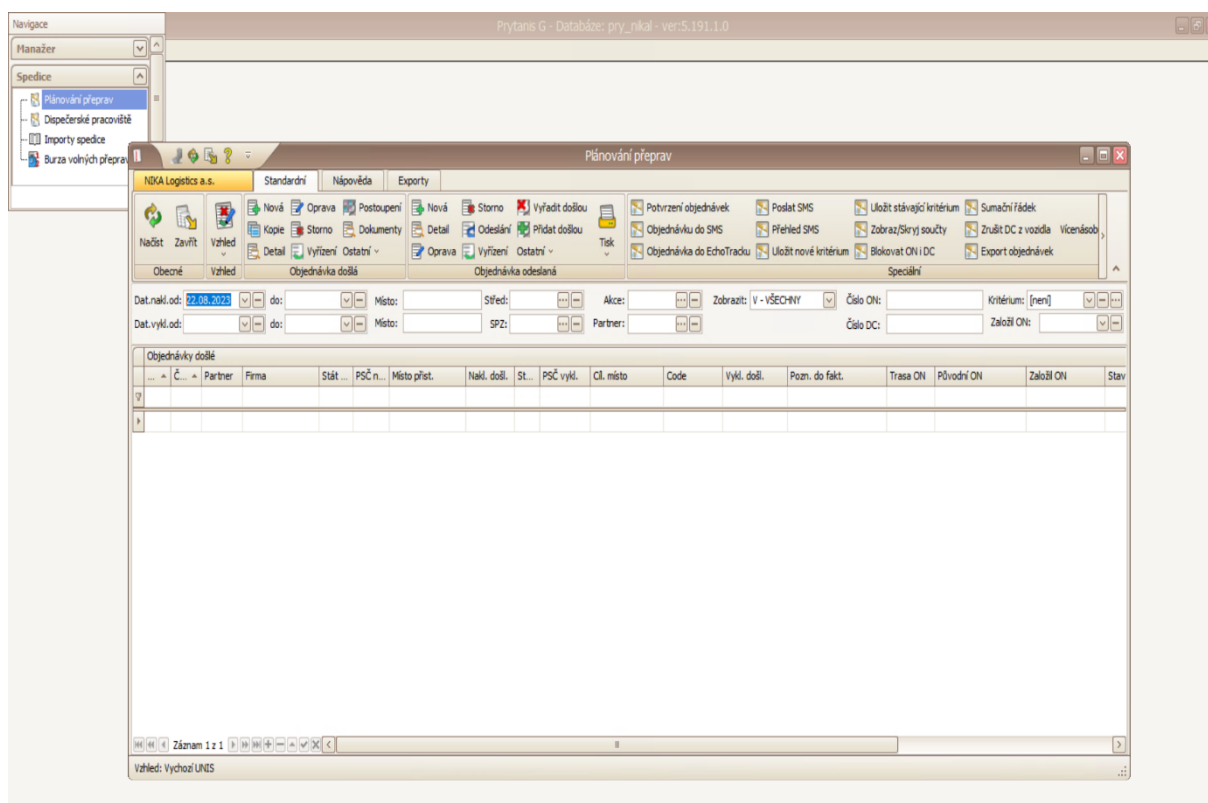 Navigace
Prytanis G - Databáze: pry_nikal - ver:5.191.1.0
Manažer
Spedice
Plánování přeprav
Dispečerské pracoviště
Importy spedice
Burza volných přeprav
Plánování přeprav
NIKA Logistics a.s. Standardní Nápověda Exporty
Nová Oprava Postoupení Nová Storno Vyřadit došlou Potvrzení objednávek Poslat SMS Uložit stávající kritérium Sumační řádek
Načíst Zavřít Vzhled Kopie Storno Dokumenty Detail Odeslání Přidat došlou Tisk Objednávku do SMS Přehled SMS Zobraz/Skryj součty Zrušit DC z vozidla Vícenásob
Detail Vyřízení Ostatní Oprava Vyřízení Ostatní Objednávka do EchoTracku Uložit nové kritérium Blokovat ON i DC Export objednávek
Obecné Vzhled Objednávka došlá Objednávka odeslaná Speciální
Dat.nakl.od: 22.08.2023 do: Místo: Střed: Akce: Zobrazit: V - VŠECHNY Číslo ON: Kritérium: [není]
Dat.vykl.od: do: Místo: SPZ: Partner: Číslo DC: Založil ON:
Objednávky došlé
... Č... Partner Firma Stát ... PSČ n... Místo přist. Nakl. došl. St... PSČ vykl. Cíl. místo Code Vykl. došl. Pozn. do fakt. Trasa ON Původní ON Založil ON Stav
Záznam 1 z 1
Vzhled: Výchozí UNIS